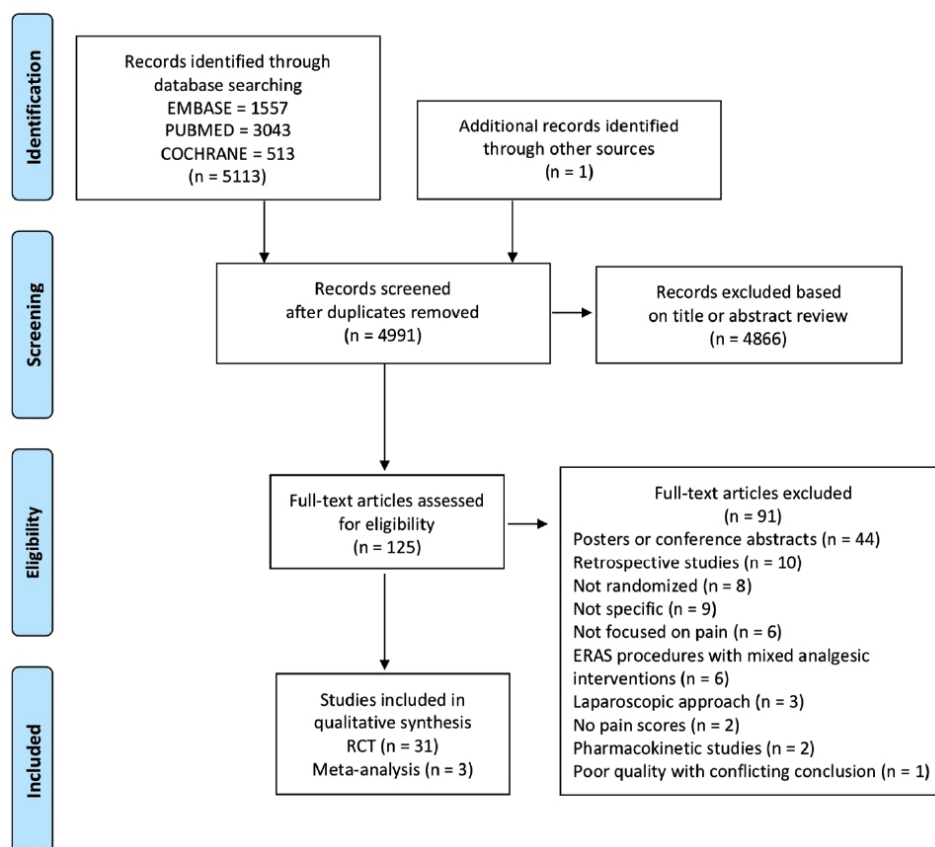 Identification
Records identified through
database searching
EMBASE = 1557
PUBMED = 3043
COCHRANE = 513
(n = 5113)
Additional records identified
through other sources
(n = 1)
Screening
Records screened
after duplicates removed
(n = 4991)
Records excluded based
on title or abstract review
(n = 4866)
Eligibility
Full-text articles assessed
for eligibility
(n = 125)
Full-text articles excluded
(n = 91)
Posters or conference abstracts (n = 44)
Retrospective studies (n = 10)
Not randomized (n = 8)
Not specific (n = 9)
Not focused on pain (n = 6)
ERAS procedures with mixed analgesic
interventions (n = 6)
Laparoscopic approach (n = 3)
No pain scores (n = 2)
Pharmacokinetic studies (n = 2)
Poor quality with conflicting conclusion (n = 1)
Included
Studies included in
qualitative synthesis
RCT (n = 31)
Meta-analysis (n = 3)